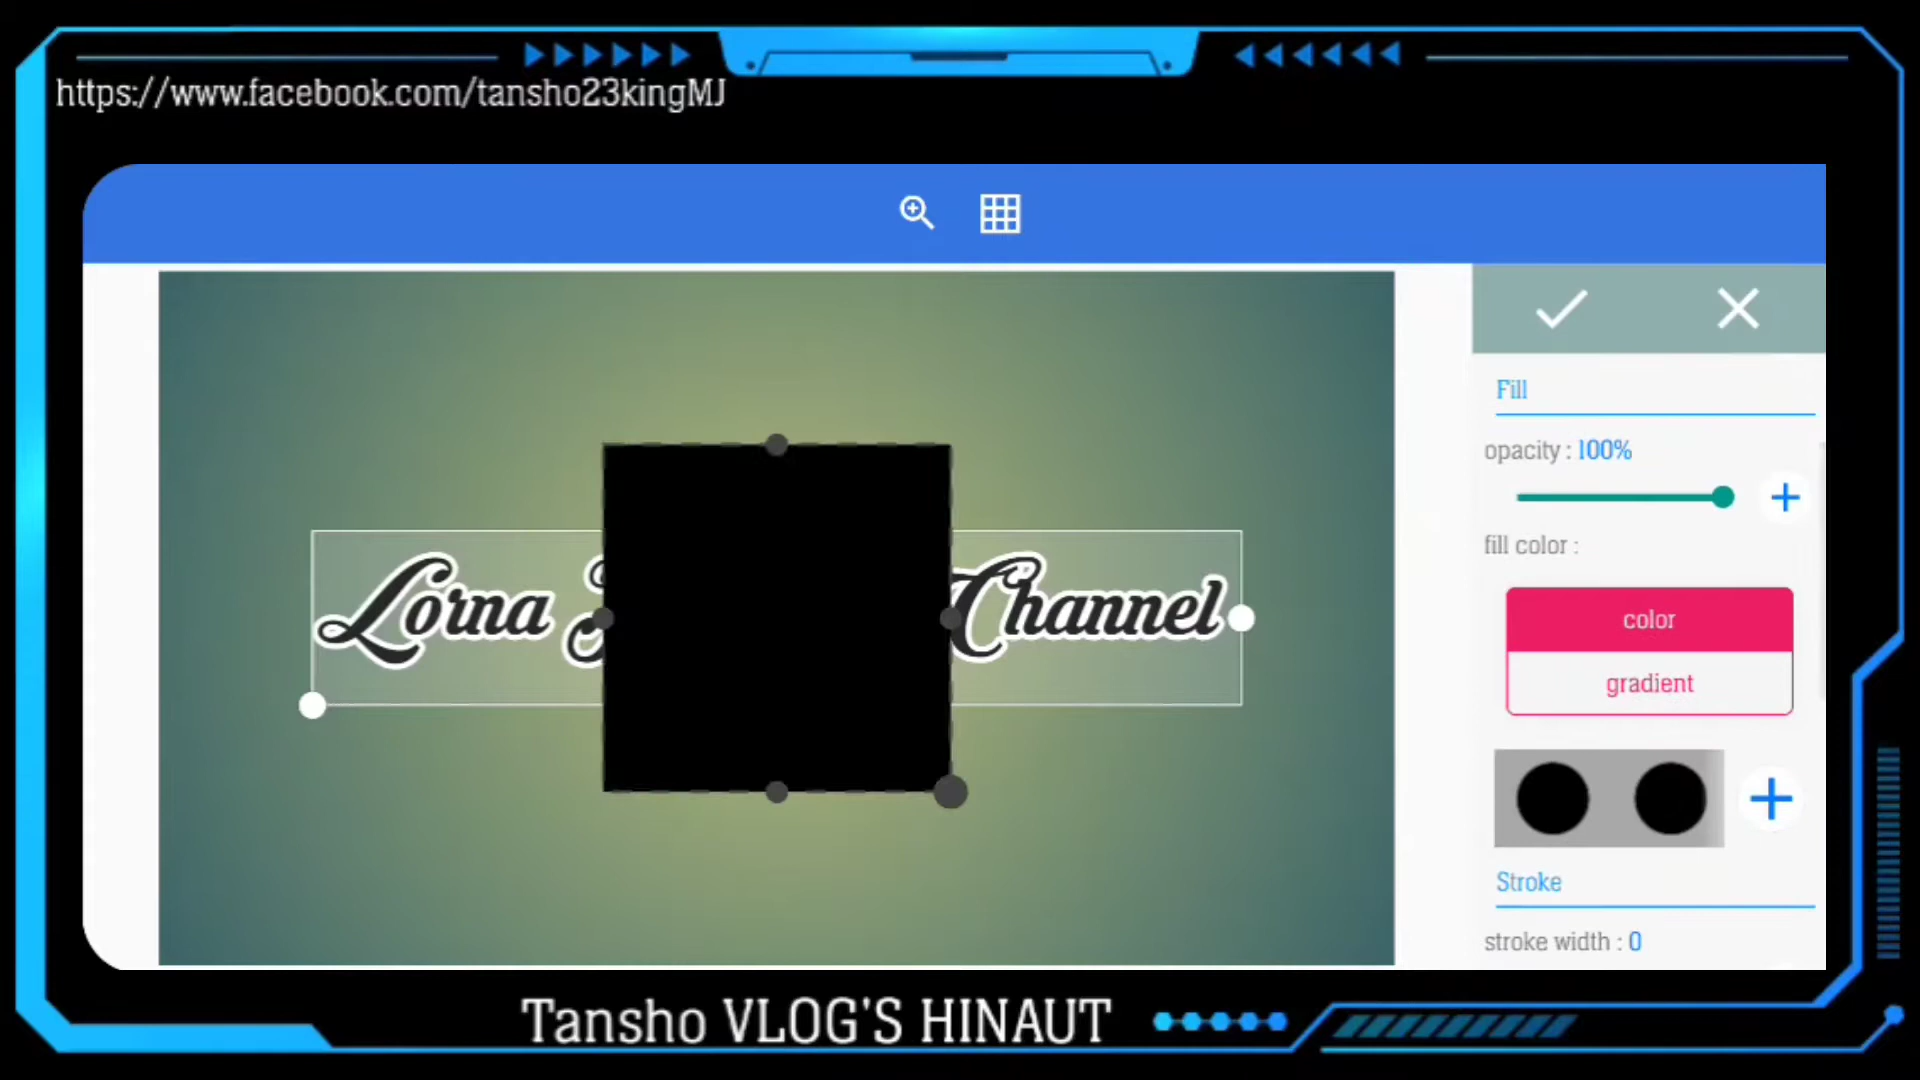 https://www.facebook.com/tansho23kingMJ
Fill
opacity : 100%
fill color :
Lorna
Channel
color
gradient
Stroke
stroke width : 0
Tansho VLOG'S HINAUT